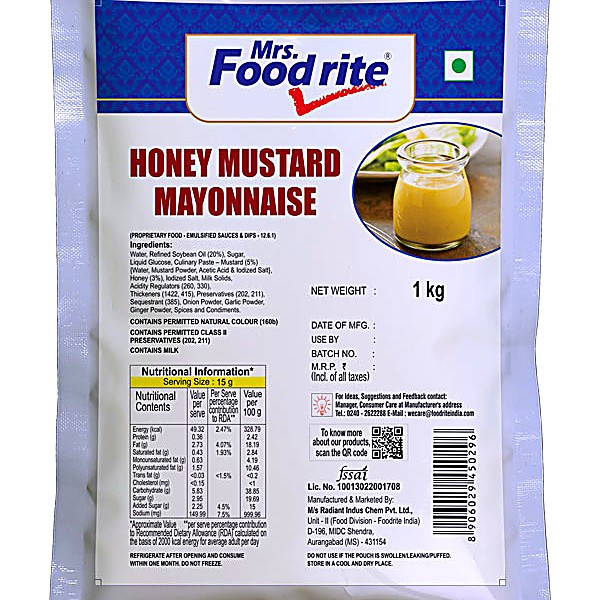 Mrs.
Foodrite®
HONEY MUSTARD
MAYONNAISE
(PROPRIETARY FOOD - EMULSIFIED SAUCES & DIPS - 12.6.1)
Ingredients:
Water, Refined Soybean Oil (20%), Sugar,
Liquid Glucose, Culinary Paste – Mustard (5%)
{Water, Mustard Powder, Acetic Acid & Iodized Salt},
Honey (3%), Iodized Salt, Milk Solids,
Acidity Regulators (260, 330),
Thickeners (1422, 415), Preservatives (202, 211),
Sequestrant (385), Onion Powder, Garlic Powder,
Ginger Powder, Spices and Condiments.
CONTAINS PERMITTED NATURAL COLOUR (160b)
CONTAINS PERMITTED CLASS II
PRESERVATIVES (202, 211)
CONTAINS MILK
Nutritional Information*
Serving Size : 15 g
Nutritional Contents Value per serve Per Serve percentage contribution to RDA** Value per 100 g
Energy (kcal) 49.32 2.47% 328.79
Protein (g) 0.36 2.42
Fat (g) 2.73 4.07% 18.19
Saturated fat (g) 0.43 1.93% 2.84
Monounsaturated fat (g) 0.63 4.19
Polyunsaturated fat (g) 1.57 10.46
Trans fat (g) <0.03 <1.5% <0.2
Cholesterol (mg) <0.15 <1
Carbohydrate (g) 5.83 38.85
Sugar (g) 2.95 19.69
Added Sugar (g) 2.25 4.5% 15
Sodium (mg) 149.99 7.5% 999.96
*Approximate Value **per serve percentage contribution
to Recommended Dietary Allowance (RDA) calculated on
the basis of 2000 kcal energy for average adult per day
REFRIGERATE AFTER OPENING AND CONSUME
WITHIN ONE MONTH. DO NOT FREEZE.
NET WEIGHT : 1 kg
DATE OF MFG. :
USE BY :
BATCH NO. :
M.R.P. ₹ :
(Incl. of all taxes)
For Ideas, Suggestions and Feedback contact:
Manager, Consumer Care at Manufacturer's address
Tel.: 0240 - 2622288 E-Mail : wecare@foodriteindia.com
To know more
about our products,
scan the QR code
fssai
Lic. No. 10013022001708
Manufactured & Marketed By:
M/s Radiant Indus Chem Pvt. Ltd.,
Unit - II (Food Division - Foodrite India)
D-196, MIDC Shendra,
Aurangabad (MS) - 431154
DO NOT USE IF THE POUCH IS SWOLLEN/LEAKING/PUFFED.
STORE IN A COOL AND DRY PLACE.
8906029450296